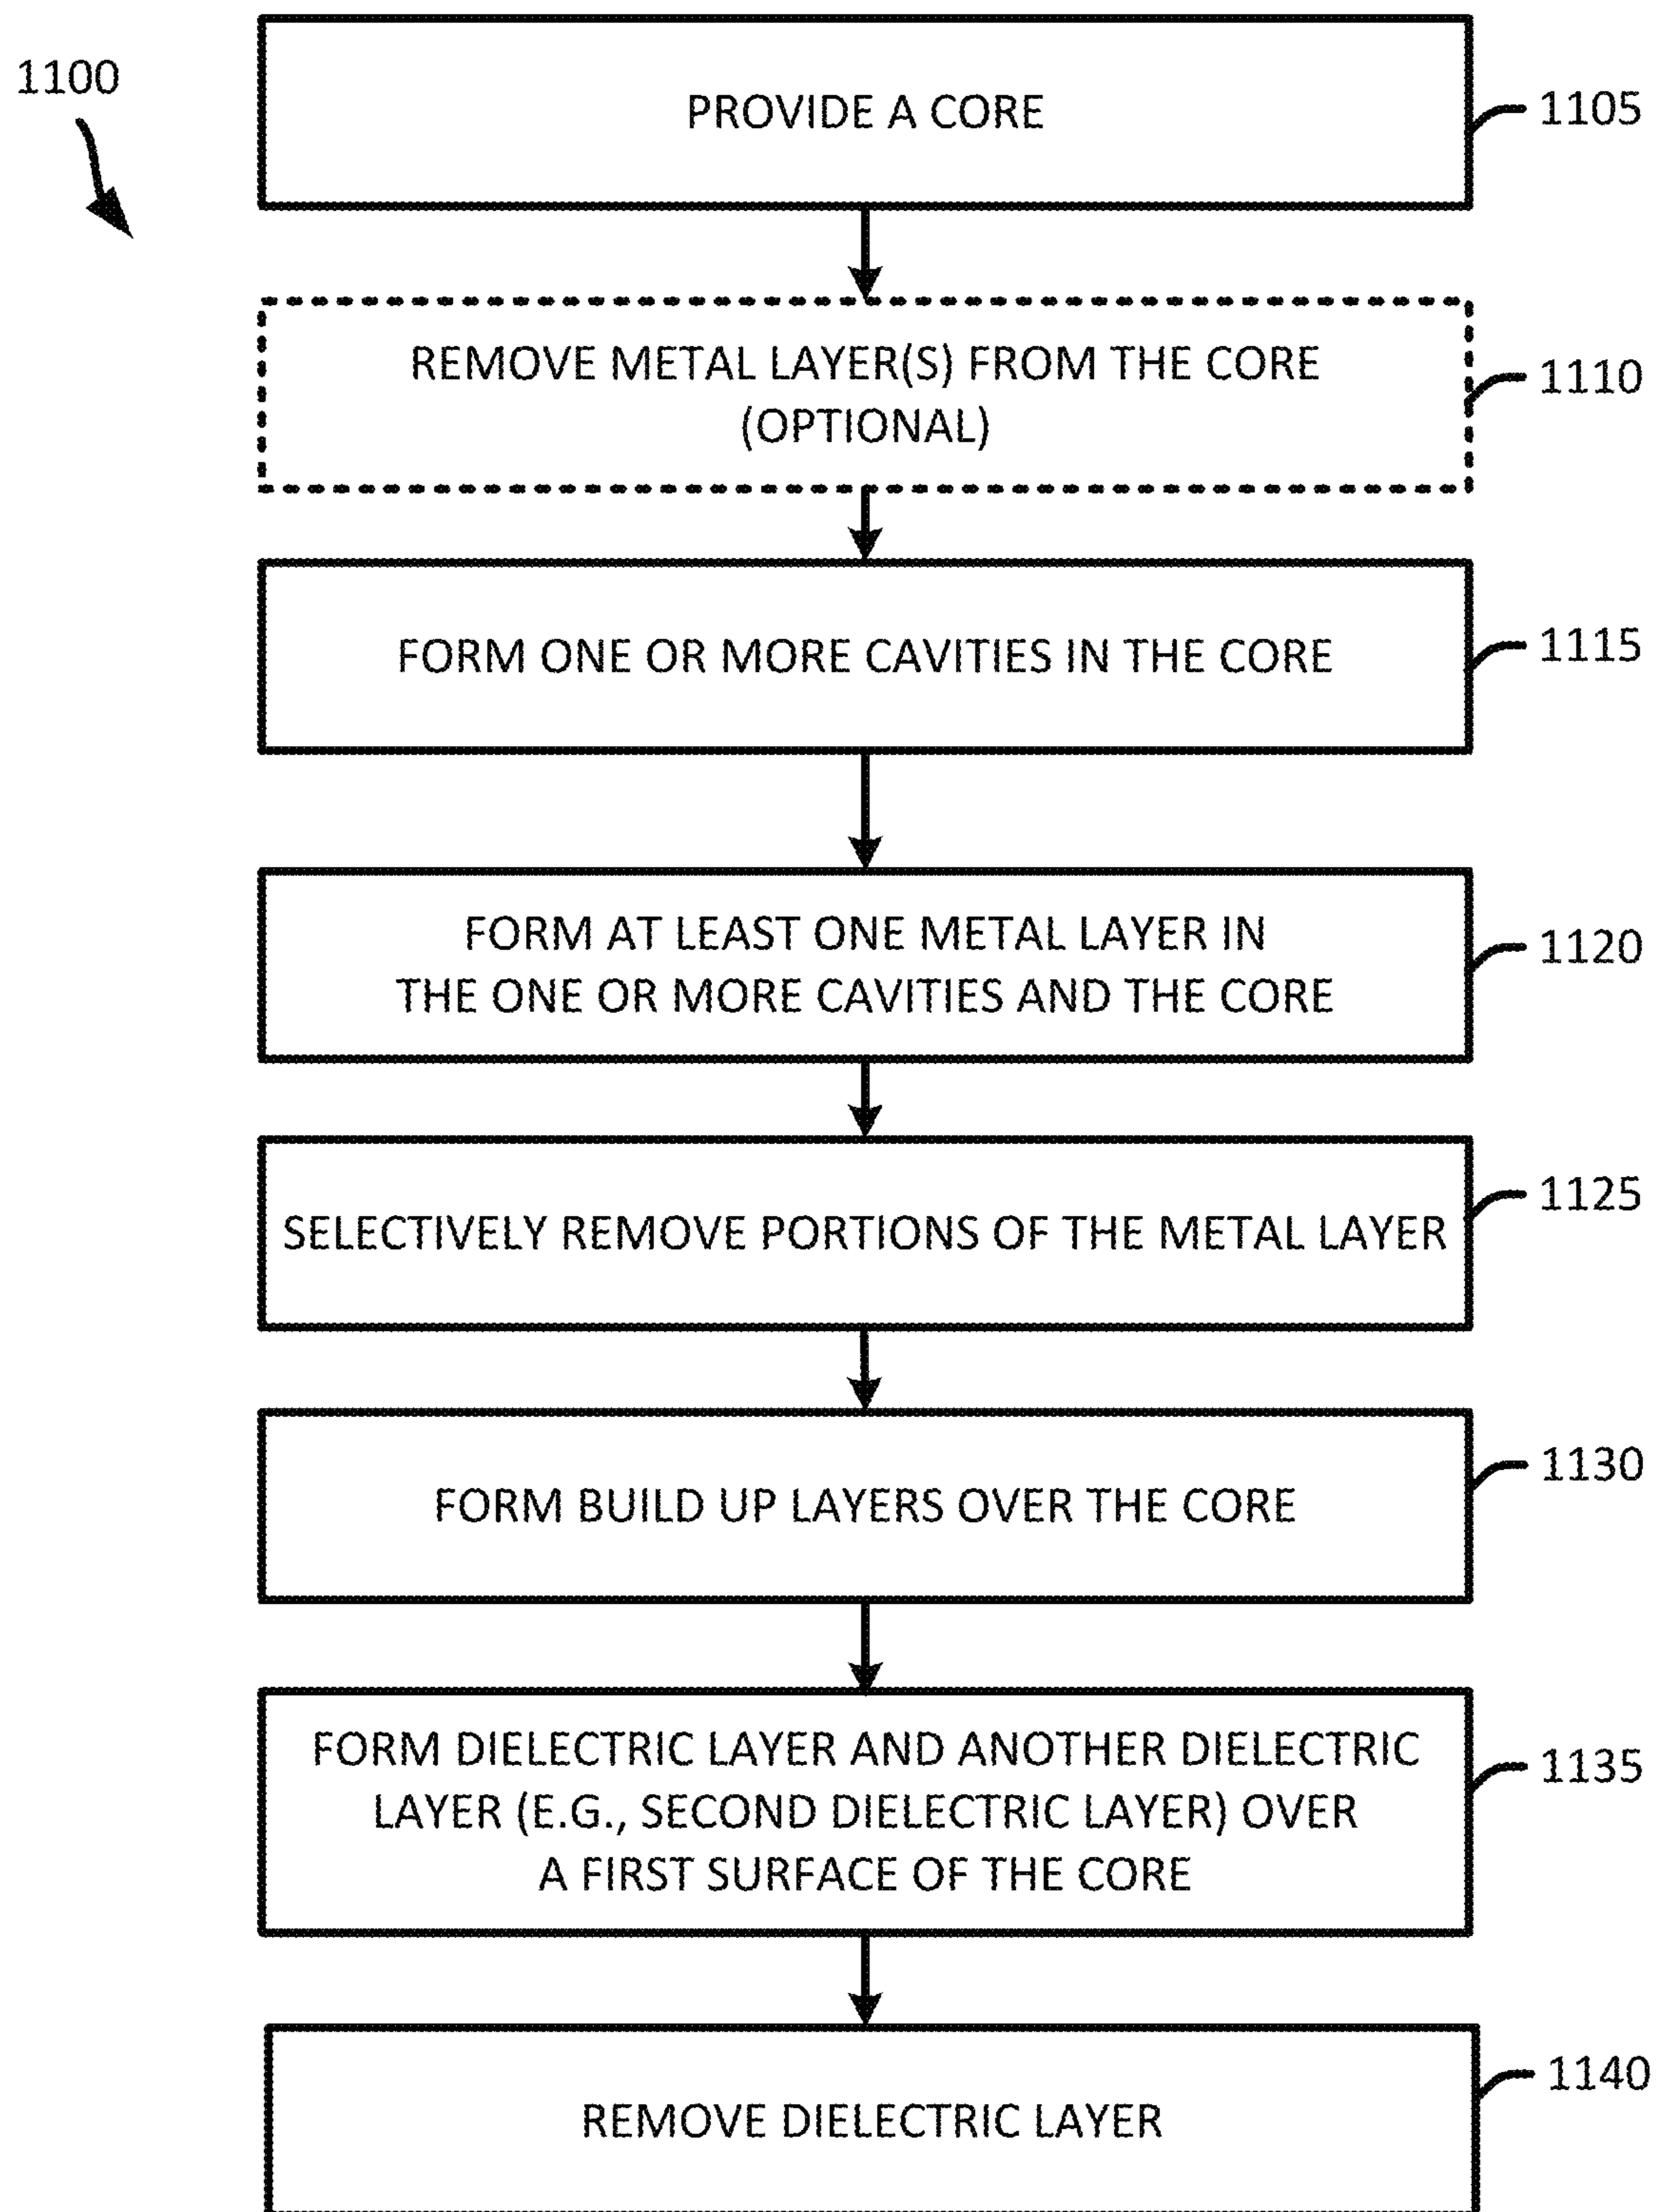 1100
PROVIDE A CORE
1105
REMOVE METAL LAYER(S) FROM THE CORE
(OPTIONAL)
1110
FORM ONE OR MORE CAVITIES IN THE CORE
1115
FORM AT LEAST ONE METAL LAYER IN
THE ONE OR MORE CAVITIES AND THE CORE
1120
SELECTIVELY REMOVE PORTIONS OF THE METAL LAYER
1125
FORM BUILD UP LAYERS OVER THE CORE
1130
FORM DIELECTRIC LAYER AND ANOTHER DIELECTRIC
LAYER (E.G., SECOND DIELECTRIC LAYER) OVER
A FIRST SURFACE OF THE CORE
1135
REMOVE DIELECTRIC LAYER
1140